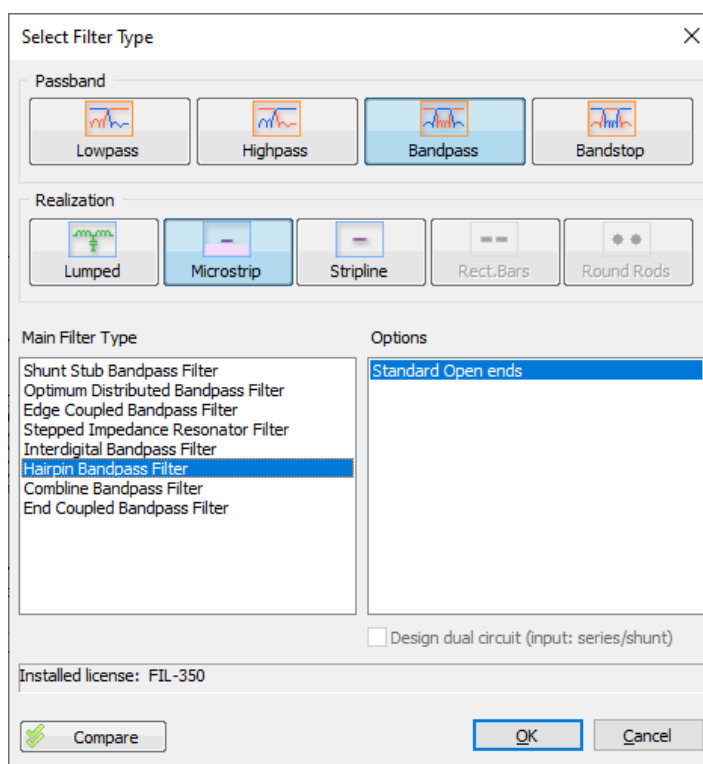 Select Filter Type
Passband
Lowpass
Highpass
Bandpass
Bandstop
Realization
Lumped
Microstrip
Stripline
Rect.Bars
Round Rods
Main Filter Type
Options
Shunt Stub Bandpass Filter
Optimum Distributed Bandpass Filter
Edge Coupled Bandpass Filter
Stepped Impedance Resonator Filter
Interdigital Bandpass Filter
Hairpin Bandpass Filter
Combline Bandpass Filter
End Coupled Bandpass Filter
Standard Open ends
Design dual circuit (input: series/shunt)
Installed license: FIL-350
Compare
OK
Cancel